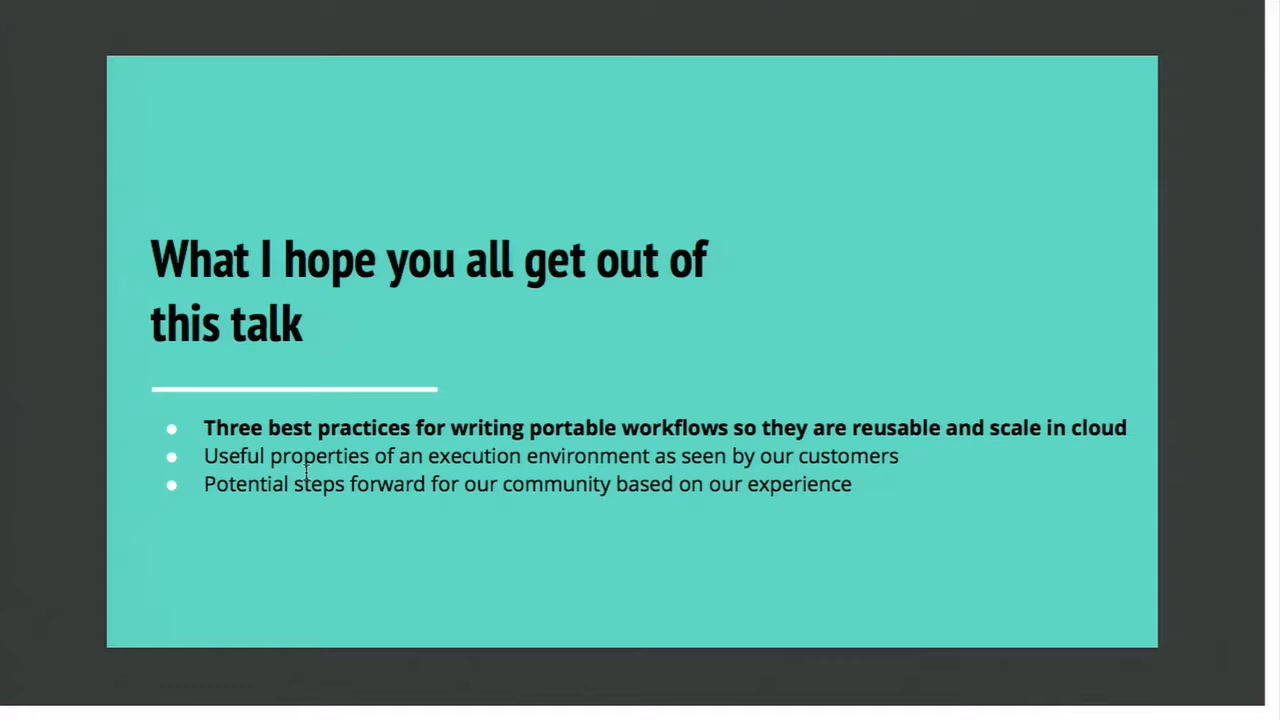 What I hope you all get out of
this talk
Three best practices for writing portable workflows so they are reusable and scale in cloud
Useful properties of an execution environment as seen by our customers
Potential steps forward for our community based on our experience